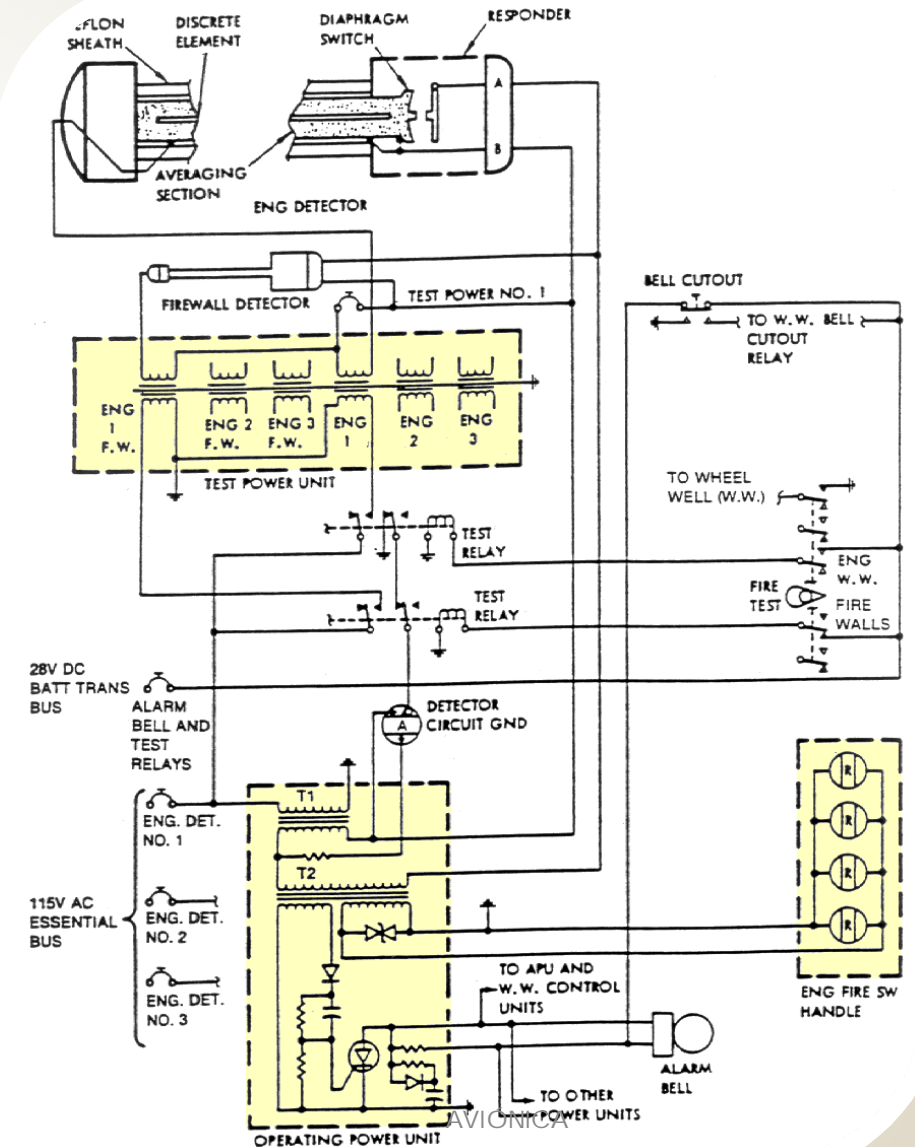 SHEATH
DISCRETE
ELEMENT
DIAPHRAGM
SWITCH
RESPONDER
A
B
AVERAGING
SECTION
ENG DETECTOR
FIREWALL DETECTOR
TEST POWER NO. 1
BELL CUTOUT
TO W.W. BELL
CUTOUT
RELAY
ENG
1
F.W.
ENG 2
F.W.
ENG 3
F.W.
ENG
1
ENG
2
ENG
3
TEST POWER UNIT
TO WHEEL
WELL (W.W.)
TEST
RELAY
ENG
W.W.
FIRE
TEST
FIRE
WALLS
TEST
RELAY
28V DC
BATT TRANS
BUS
ALARM
BELL AND
TEST
RELAYS
DETECTOR
CIRCUIT GND
A
T1
ENG. DET.
NO. 1
T2
115V AC
ESSENTIAL
BUS
ENG. DET.
NO. 2
ENG. DET.
NO. 3
R
R
R
R
ENG FIRE SW
HANDLE
TO APU AND
W.W. CONTROL
UNITS
ALARM
BELL
TO OTHER
POWER UNITS
AVIONICA
OPERATING POWER UNIT